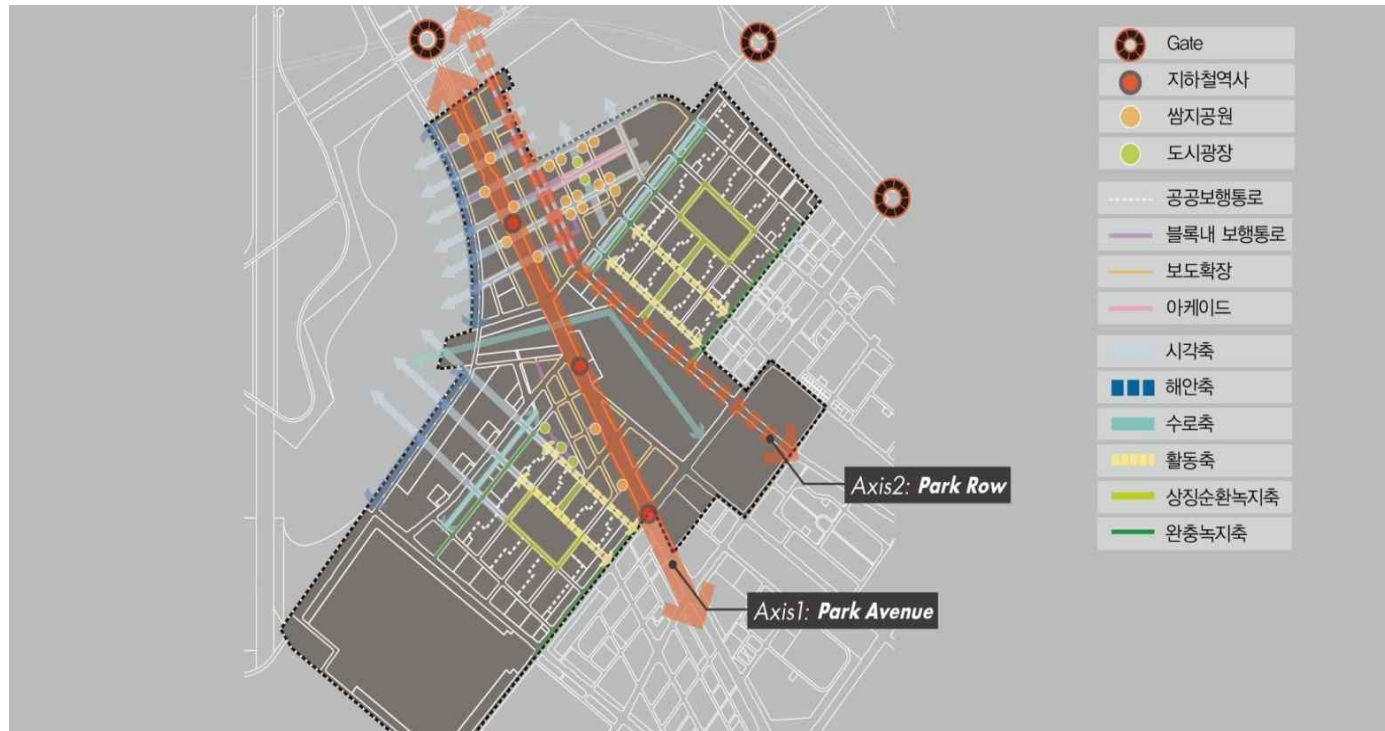 Gate
지하철역사
쌈지공원
도시광장
공공보행통로
블록내 보행통로
보도확장
아케이드
시각축
해안축
수로축
활동축
상징순환녹지축
완충녹지축
Axis2: Park Row
Axis1: Park Avenue